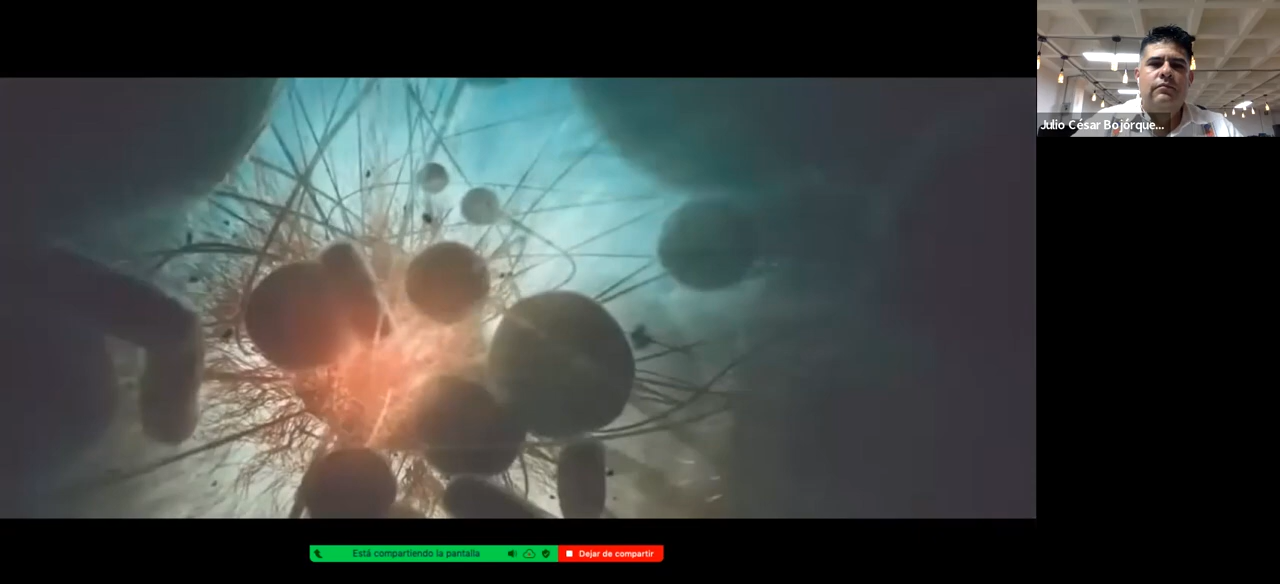 Julio César Bojórque...
Está compartiendo la pantalla
Dejar de compartir